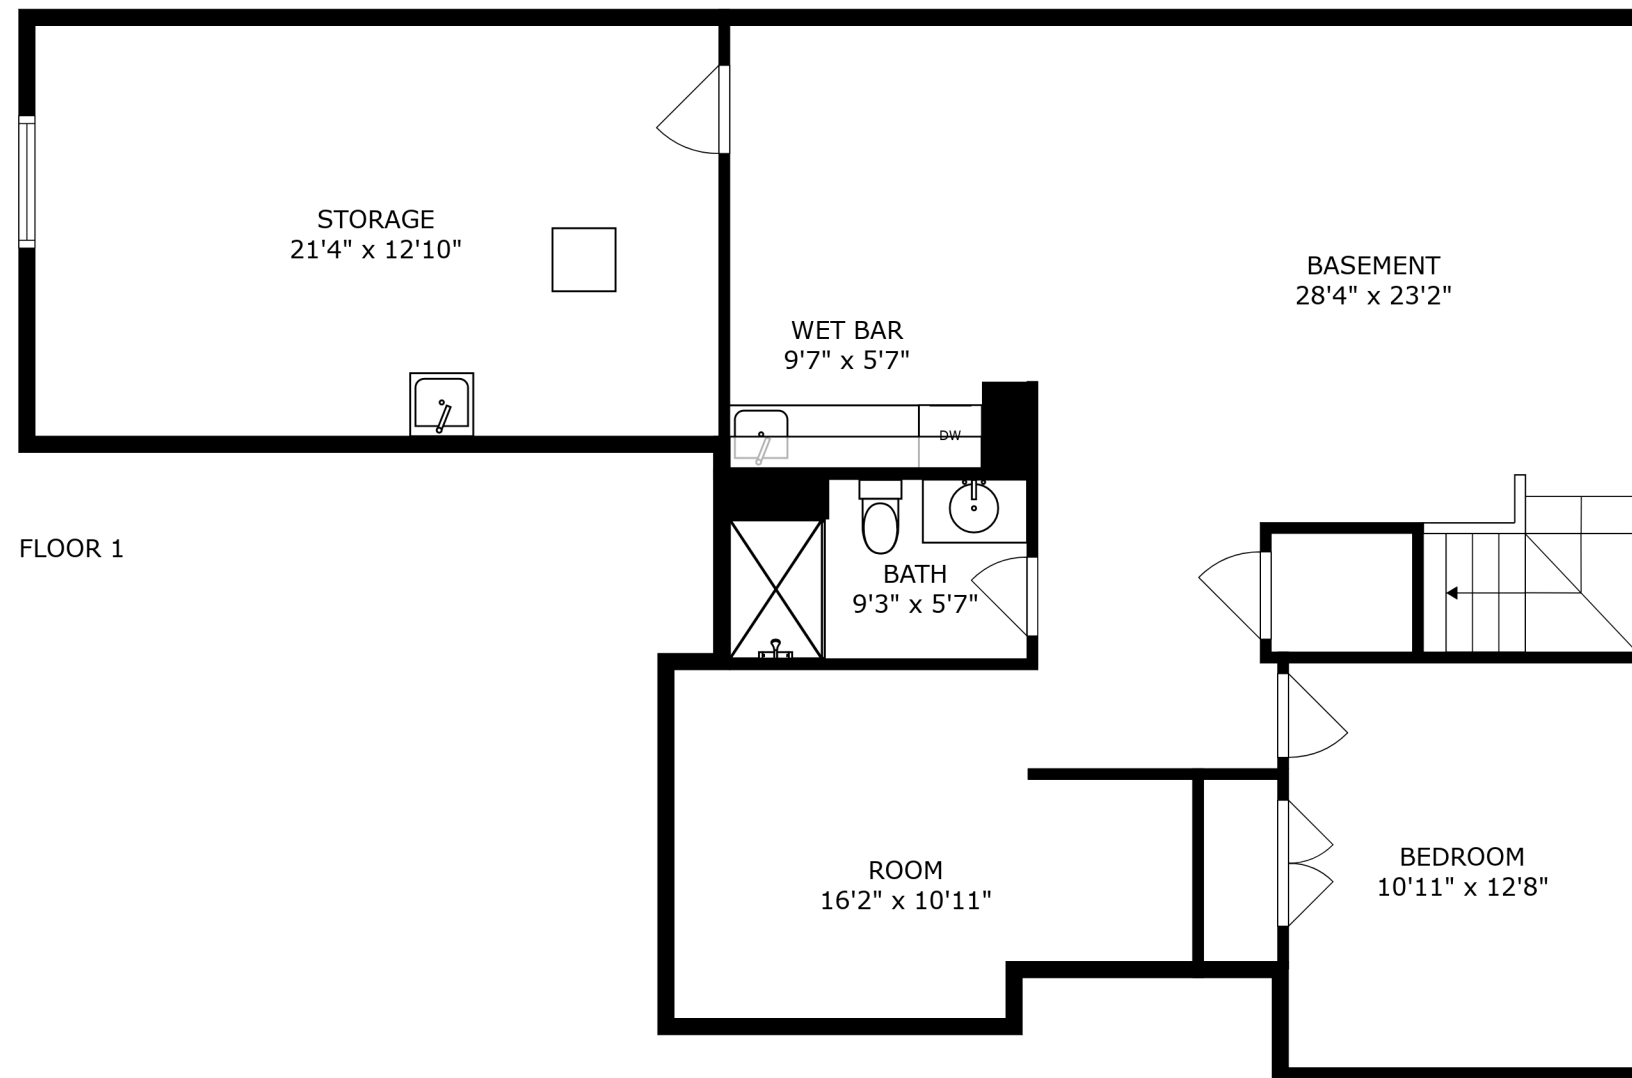 STORAGE
21'4" x 12'10"
BASEMENT
28'4" x 23'2"
WET BAR
9'7" x 5'7"
DW
FLOOR 1
BATH
9'3" x 5'7"
ROOM
16'2" x 10'11"
BEDROOM
10'11" x 12'8"